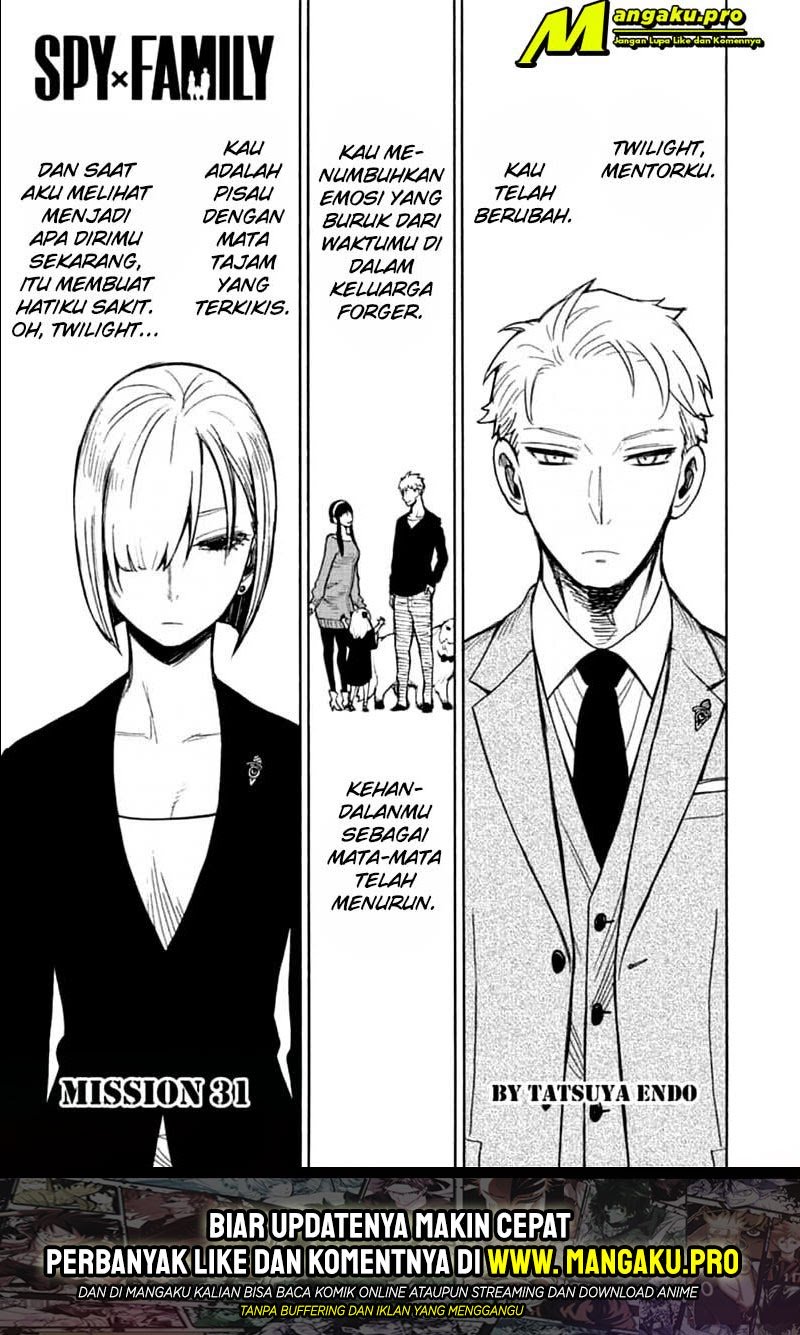 SPY×FAMILY
Mangaku.pro
Jangan Lupa Like dan Komennya
TWILIGHT,
MENTORKU.
KAU
TELAH
BERUBAH.
KAU ME-
NUMBUHKAN
EMOSI YANG
BURUK DARI
WAKTUMU DI
DALAM
KELUARGA
FORGER.
KEHAN-
DALANMU
SEBAGAI
MATA-MATA
TELAH
MENURUN.
KAU
ADALAH
PISAU
DENGAN
MATA
TAJAM
YANG
TERKIKIS.
DAN SAAT
AKU MELIHAT
MENJADI
APA DIRIMU
SEKARANG,
ITU MEMBUAT
HATIKU SAKIT.
OH, TWILIGHT...
MISSION 31
BY TATSUYA ENDO
BIAR UPDATENYA MAKIN CEPAT
PERBANYAK LIKE DAN KOMENTNYA DI WWW. MANGAKU.PRO
DAN DI MANGAKU KALIAN BISA BACA KOMIK ONLINE ATAUPUN STREAMING DAN DOWNLOAD ANIME
TANPA BUFFERING DAN IKLAN YANG MENGGANGU